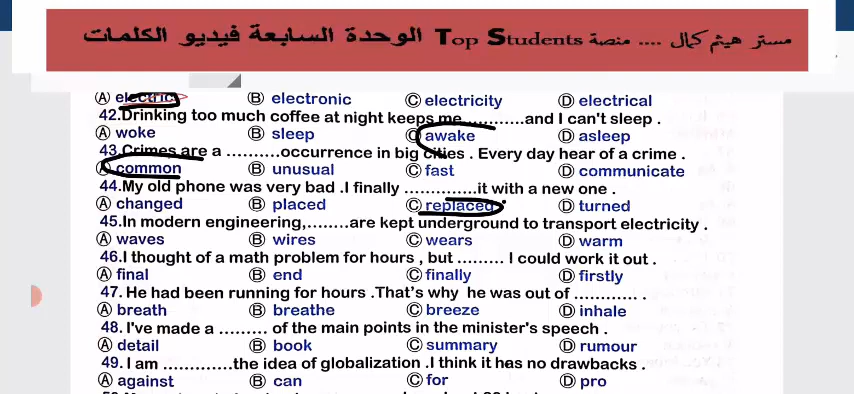 مستر هيثم كمال .... منصة Top Students الوحدة السابعة فيديو الكلمات
Ⓐ electric Ⓑ electronic Ⓒ electricity Ⓓ electrical
42.Drinking too much coffee at night keeps me...........and I can't sleep .
Ⓐ woke Ⓑ sleep Ⓒ awake Ⓓ asleep
43.Crimes are a ..........occurrence in big cities . Every day hear of a crime .
Ⓐ common Ⓑ unusual Ⓒ fast Ⓓ communicate
44.My old phone was very bad .I finally ..............it with a new one .
Ⓐ changed Ⓑ placed Ⓒ replaced Ⓓ turned
45.In modern engineering,........are kept underground to transport electricity .
Ⓐ waves Ⓑ wires Ⓒ wears Ⓓ warm
46.I thought of a math problem for hours , but ......... I could work it out .
Ⓐ final Ⓑ end Ⓒ finally Ⓓ firstly
47. He had been running for hours .That's why he was out of ............ .
Ⓐ breath Ⓑ breathe Ⓒ breeze Ⓓ inhale
48. I've made a ......... of the main points in the minister's speech .
Ⓐ detail Ⓑ book Ⓒ summary Ⓓ rumour
49. I am .............the idea of globalization .I think it has no drawbacks .
Ⓐ against Ⓑ can Ⓒ for Ⓓ pro